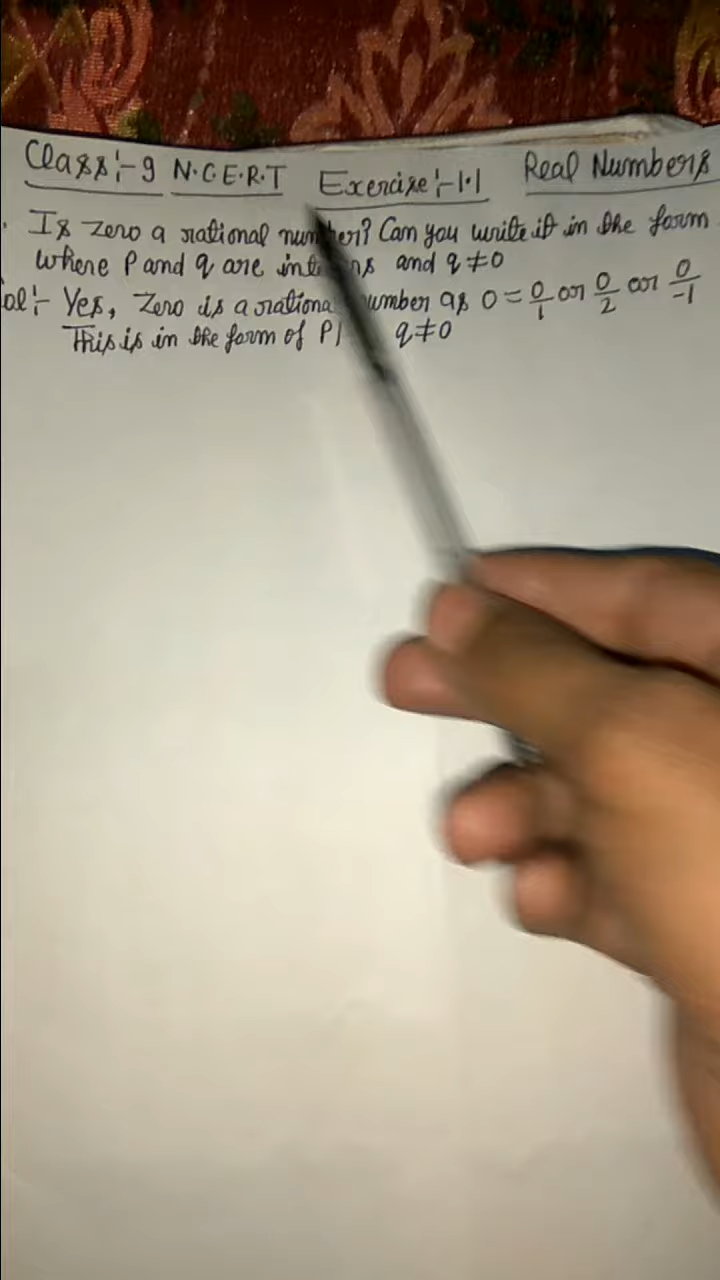 Class:- 9 N.C.E.R.T Exercise:- 1.1 Real Numbers
. Is zero a rational number? Can you write it in the form
where P and q are integers and q ≠ 0
ol:- Yes, Zero is a rational number as 0 = 0/1 or 0/2 or 0/-1
This is in the form of P/ q ≠ 0